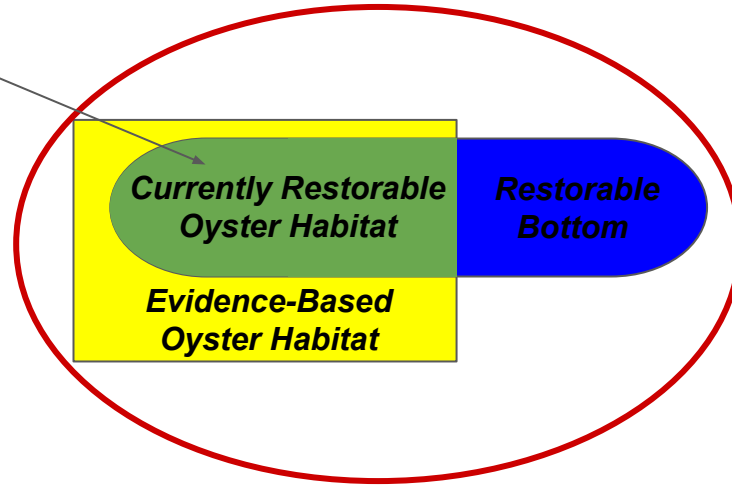 Currently Restorable
Oyster Habitat
Restorable
Bottom
Evidence-Based
Oyster Habitat